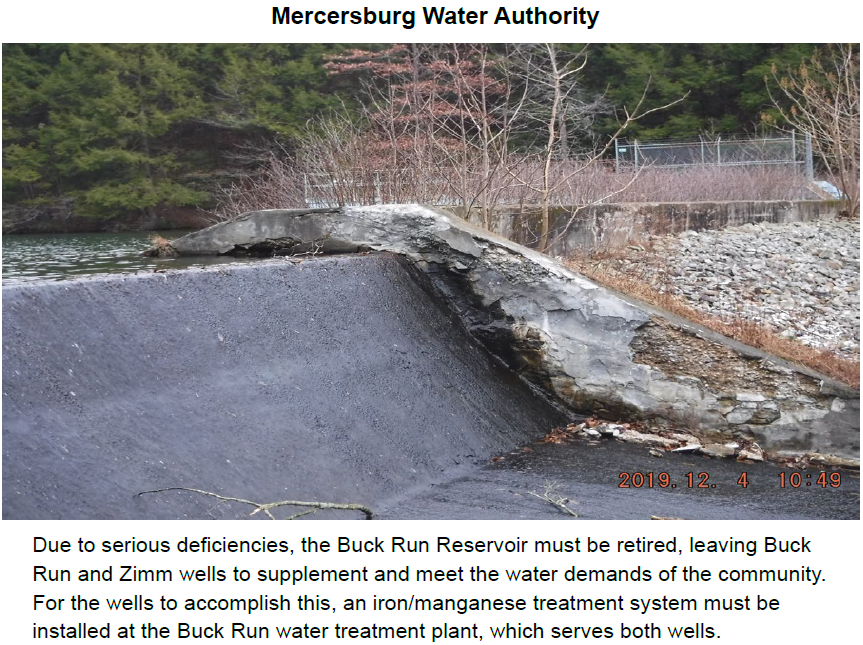 Mercersburg Water Authority
2019. 12. 4 10:49
Due to serious deficiencies, the Buck Run Reservoir must be retired, leaving Buck
Run and Zimm wells to supplement and meet the water demands of the community.
For the wells to accomplish this, an iron/manganese treatment system must be
installed at the Buck Run water treatment plant, which serves both wells.